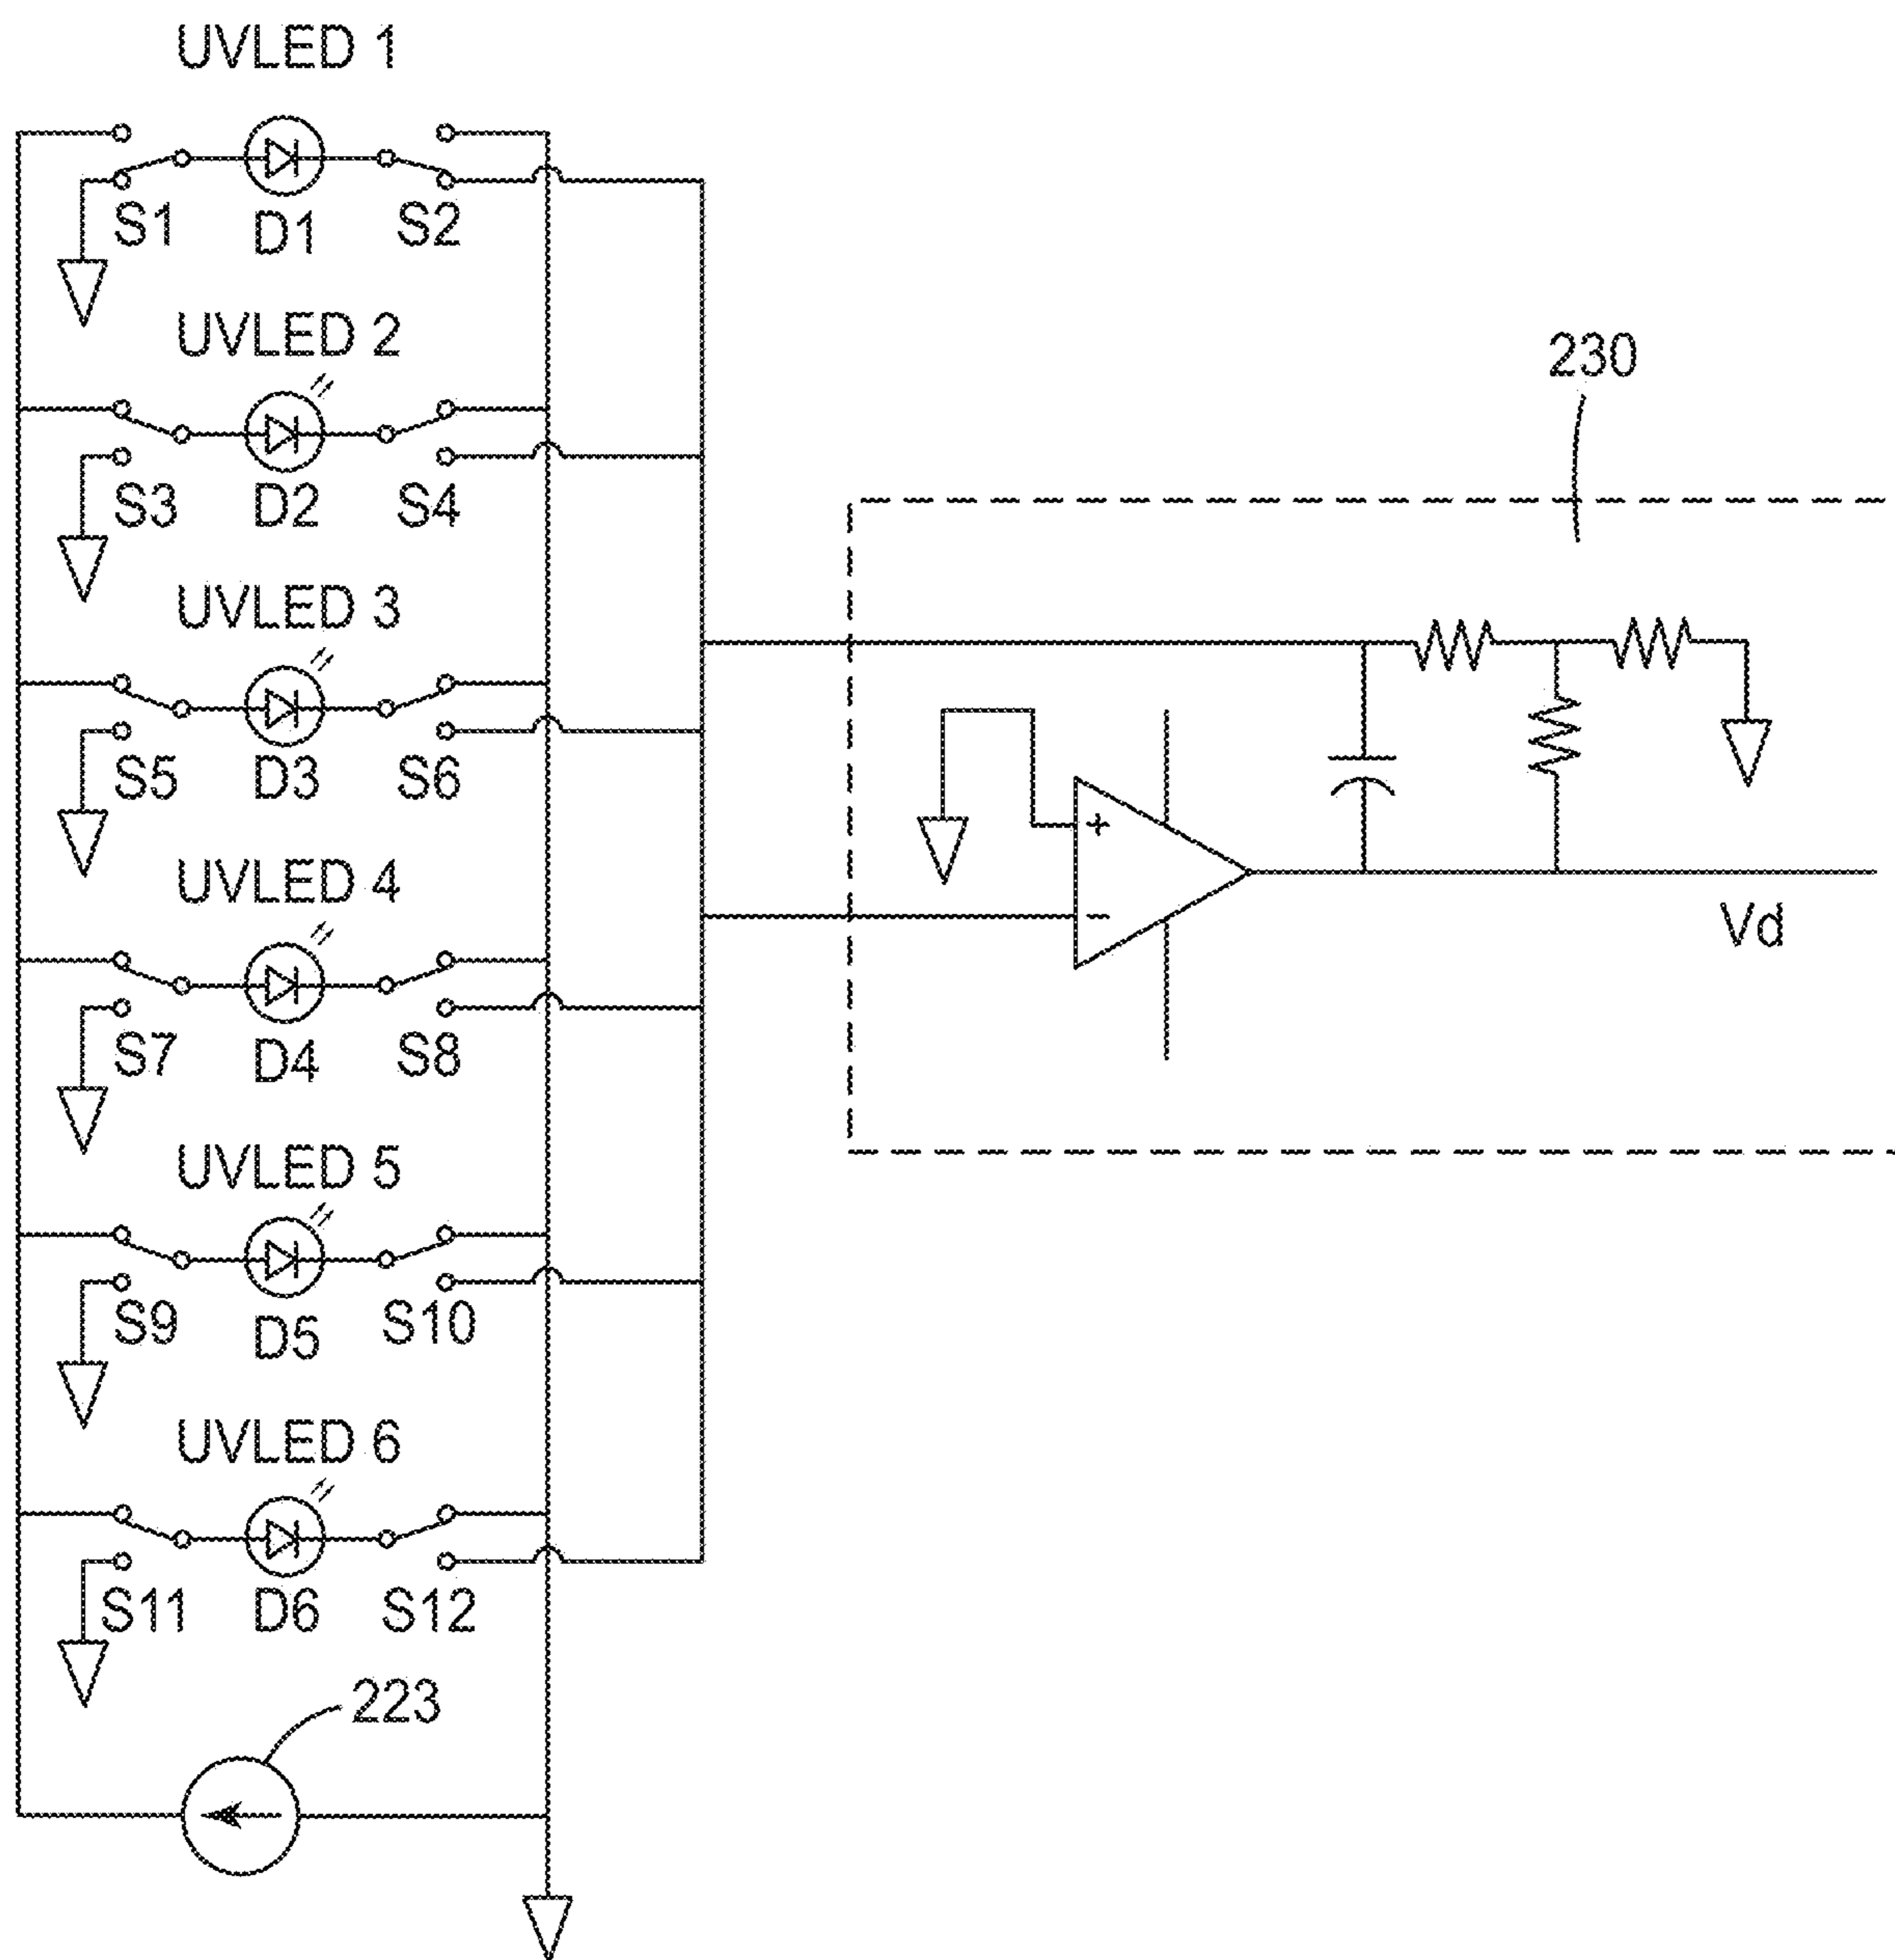 UVLED 1
S1 D1 S2
UVLED 2
S3 D2 S4
230
UVLED 3
S5 D3 S6
+
UVLED 4
−
Vd
S7 D4 S8
UVLED 5
S9 D5 S10
UVLED 6
S11 D6 S12
223